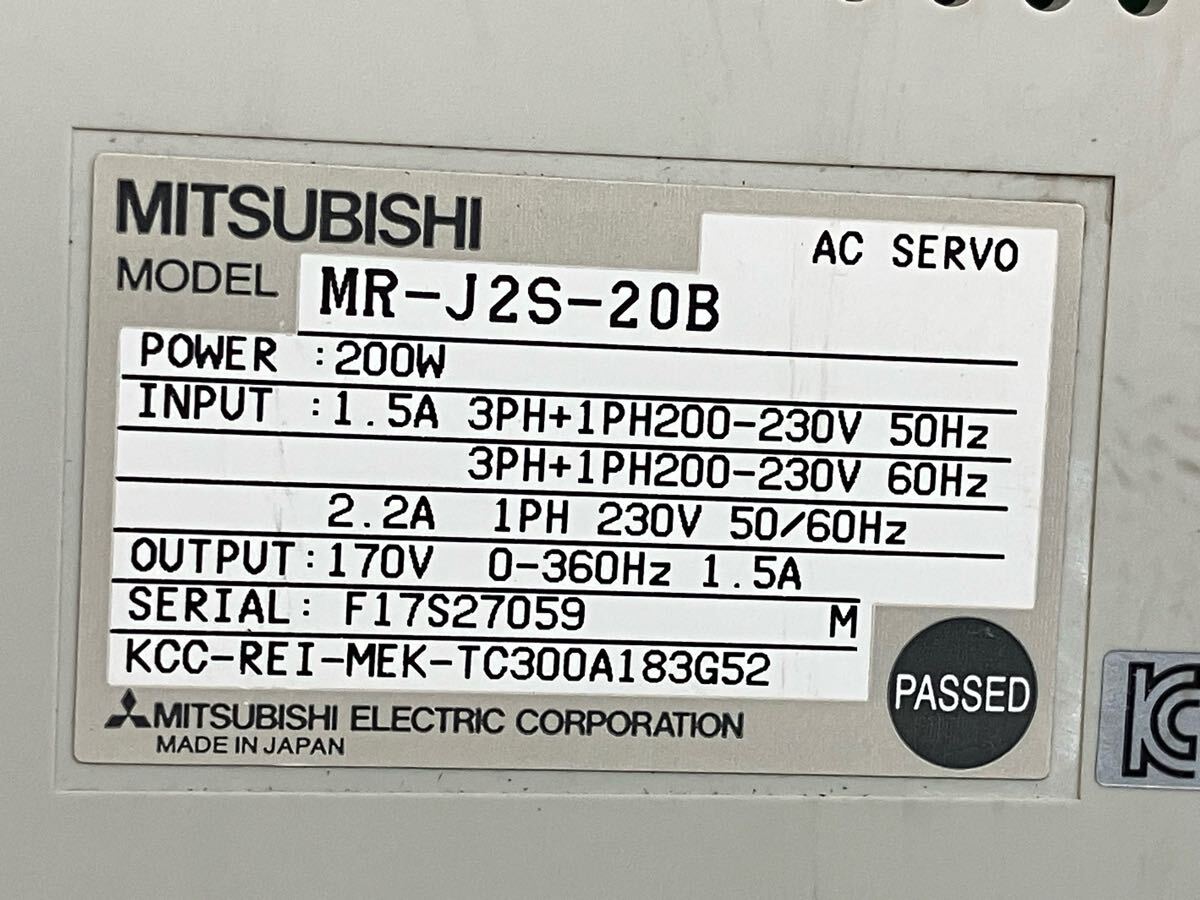 MITSUBISHI
AC SERVO
MODEL MR-J2S-20B
POWER :200W
INPUT :1.5A 3PH+1PH200-230V 50Hz
3PH+1PH200-230V 60Hz
2.2A 1PH 230V 50/60Hz
OUTPUT:170V 0-360Hz 1.5A
SERIAL: F17S27059 M
KCC-REI-MEK-TC300A183G52
PASSED
MITSUBISHI ELECTRIC CORPORATION
MADE IN JAPAN